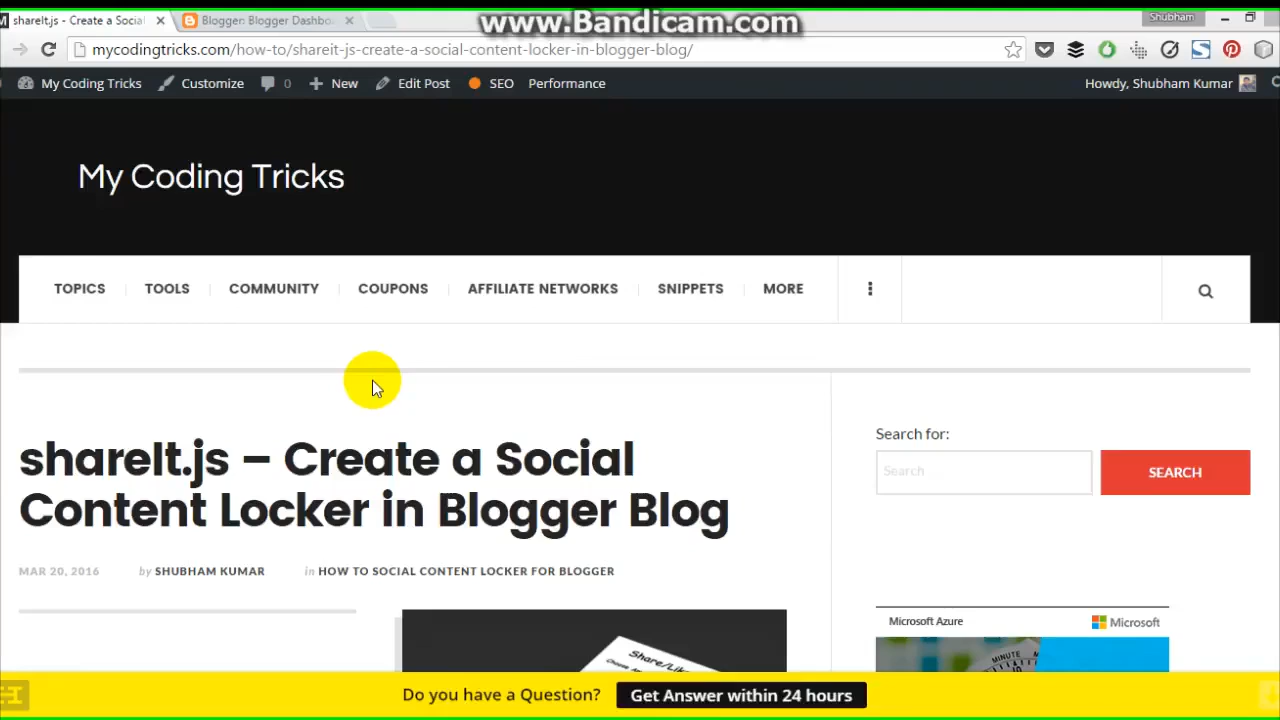 www.Bandicam.com
shareIt.js - Create a Social
Blogger: Blogger Dashbo
Shubham
mycodingtricks.com/how-to/shareit-js-create-a-social-content-locker-in-blogger-blog/
My Coding Tricks
Customize
0
New
Edit Post
SEO
Performance
Howdy, Shubham Kumar
My Coding Tricks
TOPICS
TOOLS
COMMUNITY
COUPONS
AFFILIATE NETWORKS
SNIPPETS
MORE
Search for:
Search
SEARCH
shareIt.js – Create a Social
Content Locker in Blogger Blog
MAR 20, 2016
by SHUBHAM KUMAR
in HOW TO SOCIAL CONTENT LOCKER FOR BLOGGER
Share/Lik
Microsoft Azure
Microsoft
MINUTE
Do you have a Question?
Get Answer within 24 hours